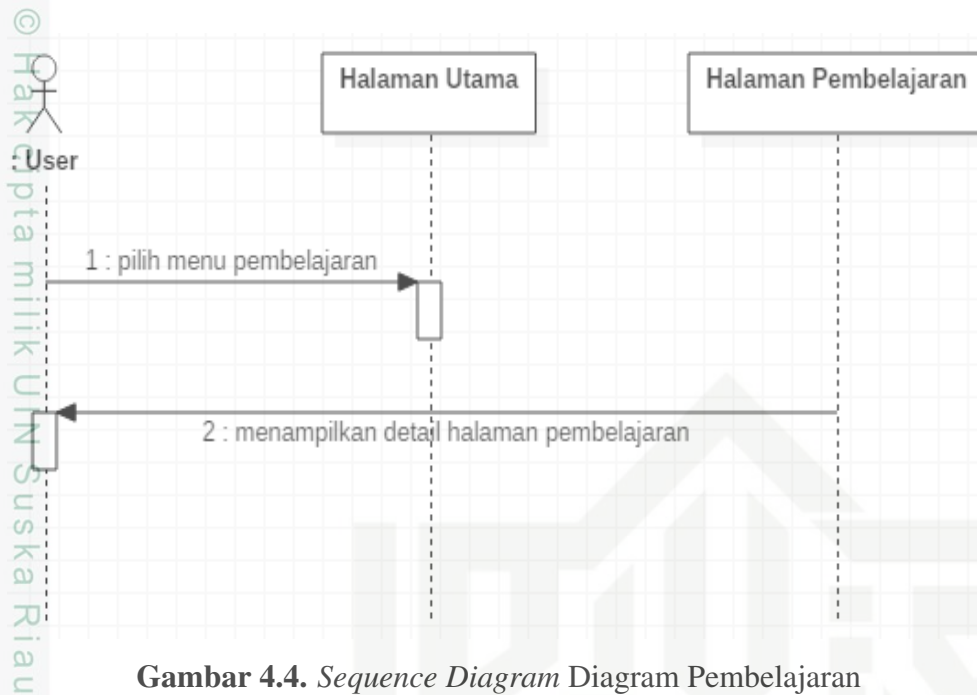 © Hak cipta milik UIN Suska Riau
Halaman Utama
Halaman Pembelajaran
: User
1 : pilih menu pembelajaran
2 : menampilkan detail halaman pembelajaran
Gambar 4.4. Sequence Diagram Diagram Pembelajaran